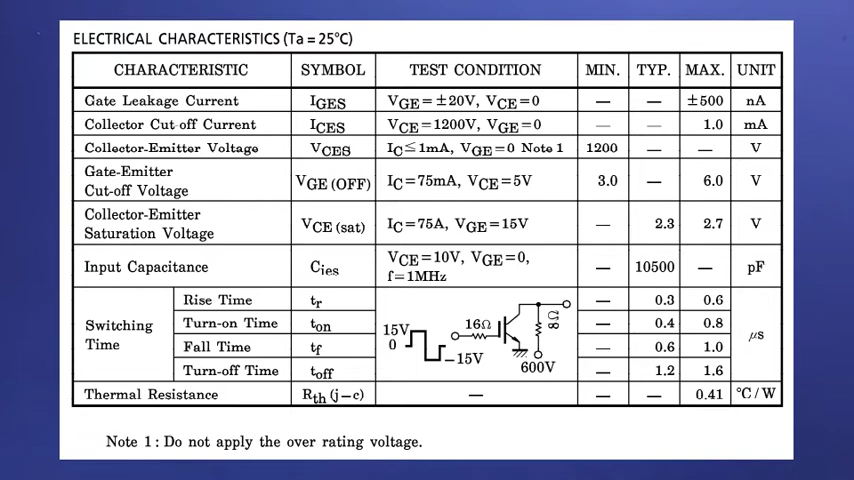 ELECTRICAL CHARACTERISTICS (Ta = 25°C)
CHARACTERISTIC SYMBOL TEST CONDITION MIN. TYP. MAX. UNIT
Gate Leakage Current IGES VGE=±20V, VCE=0 — — ±500 nA
Collector Cut-off Current ICES VCE=1200V, VGE=0 — — 1.0 mA
Collector-Emitter Voltage VCES IC≤1mA, VGE=0 Note 1 1200 — — V
Gate-Emitter
Cut-off Voltage VGE (OFF) IC=75mA, VCE=5V 3.0 — 6.0 V
Collector-Emitter
Saturation Voltage VCE (sat) IC=75A, VGE=15V — 2.3 2.7 V
Input Capacitance Cies VCE=10V, VGE=0,
f=1MHz — 10500 — pF
Switching
Time
Rise Time tr — 0.3 0.6
Turn-on Time ton — 0.4 0.8
Fall Time tf — 0.6 1.0
Turn-off Time toff — 1.2 1.6
μs
15V
0
−15V
16Ω
8Ω
600V
Thermal Resistance Rth (j−c) — — — 0.41 °C/W
Note 1 : Do not apply the over rating voltage.